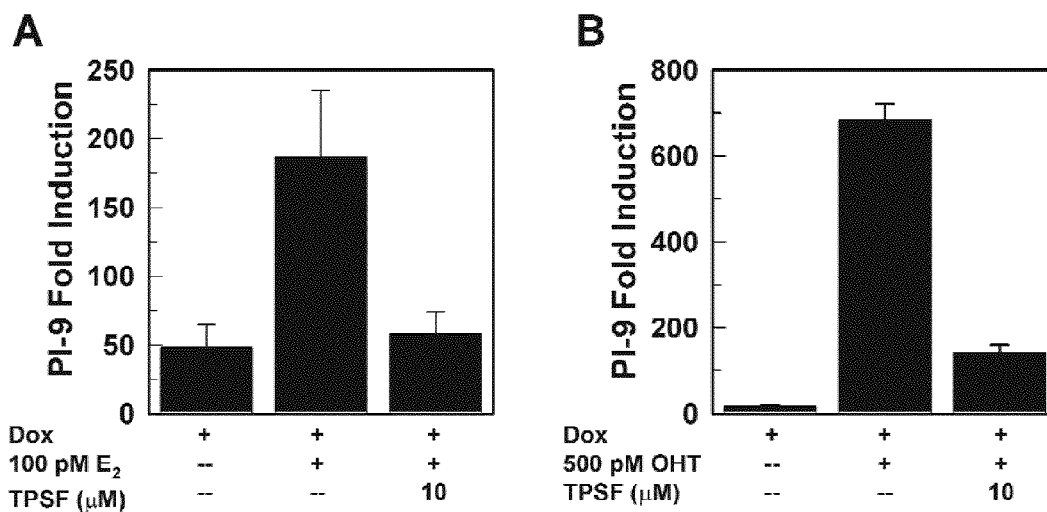 A
PI-9 Fold Induction
250
200
150
100
50
0
Dox + + +
100 pM E₂ -- + +
TPSF (μM) -- -- 10
B
PI-9 Fold Induction
800
600
400
200
0
Dox + + +
500 pM OHT -- + +
TPSF (μM) -- -- 10